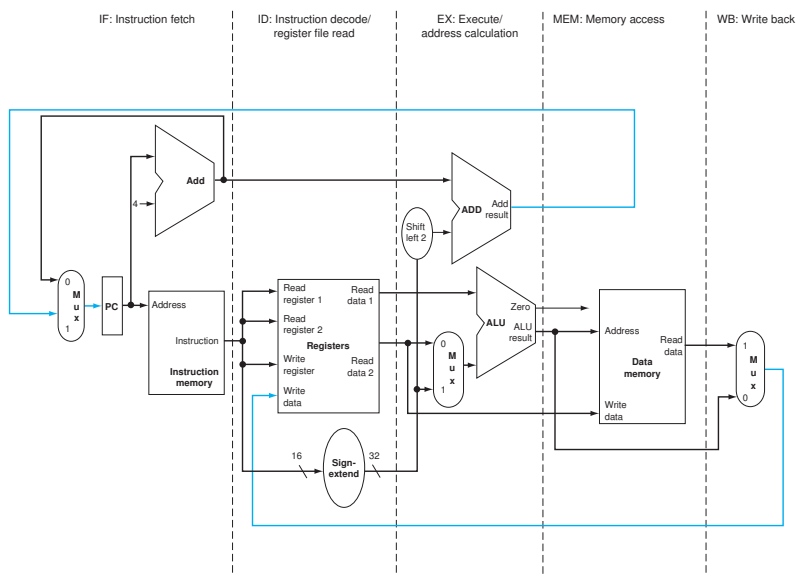 IF: Instruction fetch
ID: Instruction decode/
register file read
EX: Execute/
address calculation
MEM: Memory access
WB: Write back
Add
4
ADD
Add
result
Shift
left 2
0
M
u
x
1
PC
Address
Instruction
Instruction
memory
Read
register 1
Read
register 2
Write
register
Write
data
Registers
Read
data 1
Read
data 2
0
M
u
x
1
Zero
ALU
ALU
result
Address
Read
data
Data
memory
Write
data
1
M
u
x
0
16
Sign-
extend
32